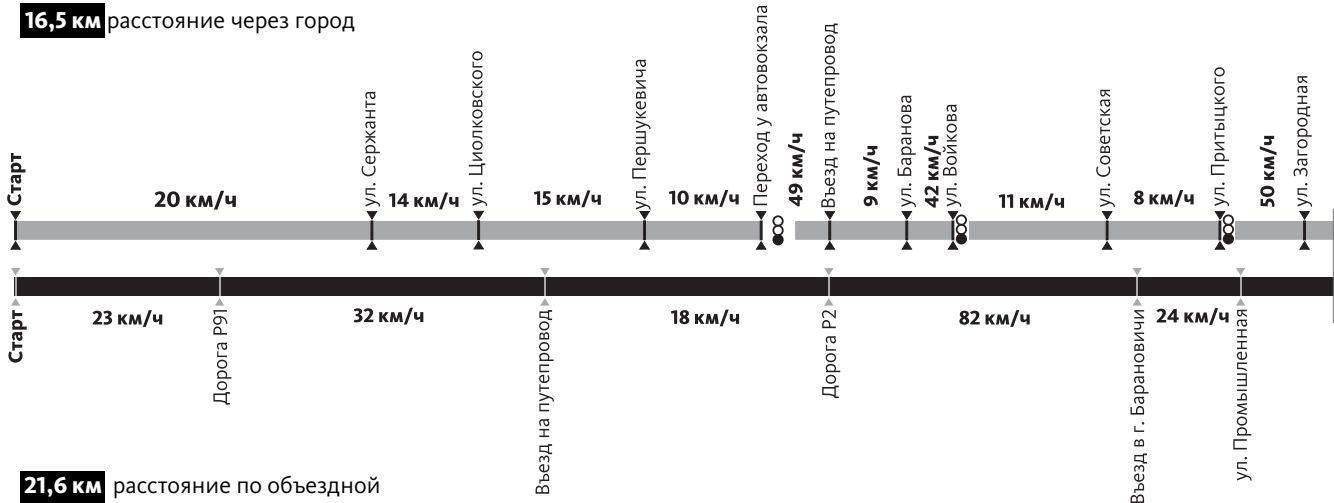 16,5 км расстояние через город
Старт
20 км/ч
ул. Сержанта
14 км/ч
ул. Циолковского
15 км/ч
ул. Першукевича
10 км/ч
Переход у автовокзала
49 км/ч
Въезд на путепровод
9 км/ч
ул. Баранова
42 км/ч
ул. Войкова
11 км/ч
ул. Советская
8 км/ч
ул. Притыцкого
50 км/ч
ул. Загородная
Старт
23 км/ч
Дорога Р91
32 км/ч
Въезд на путепровод
18 км/ч
Дорога Р2
82 км/ч
Въезд в г. Барановичи
24 км/ч
ул. Промышленная
21,6 км расстояние по объездной